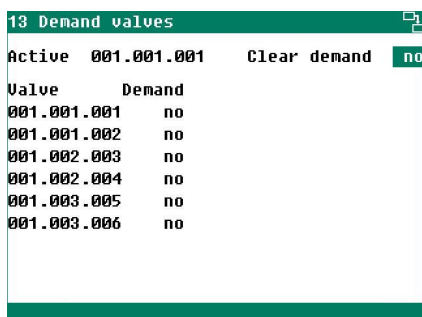 13 Demand valves
Active 001.001.001 Clear demand no
Valve Demand
001.001.001 no
001.001.002 no
001.002.003 no
001.002.004 no
001.003.005 no
001.003.006 no